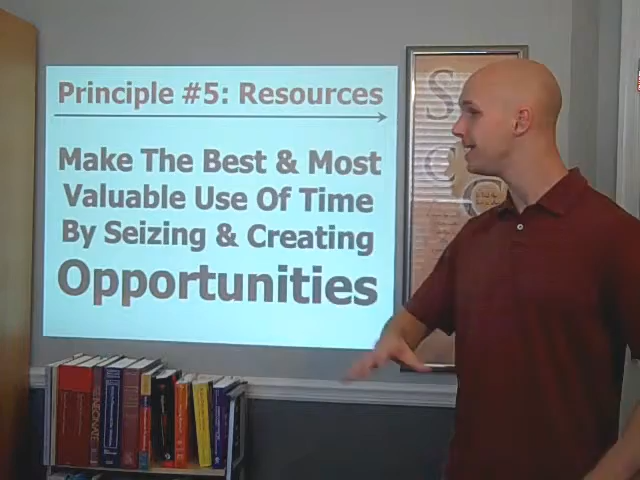 Principle #5: Resources
Make The Best & Most
Valuable Use Of Time
By Seizing & Creating
Opportunities